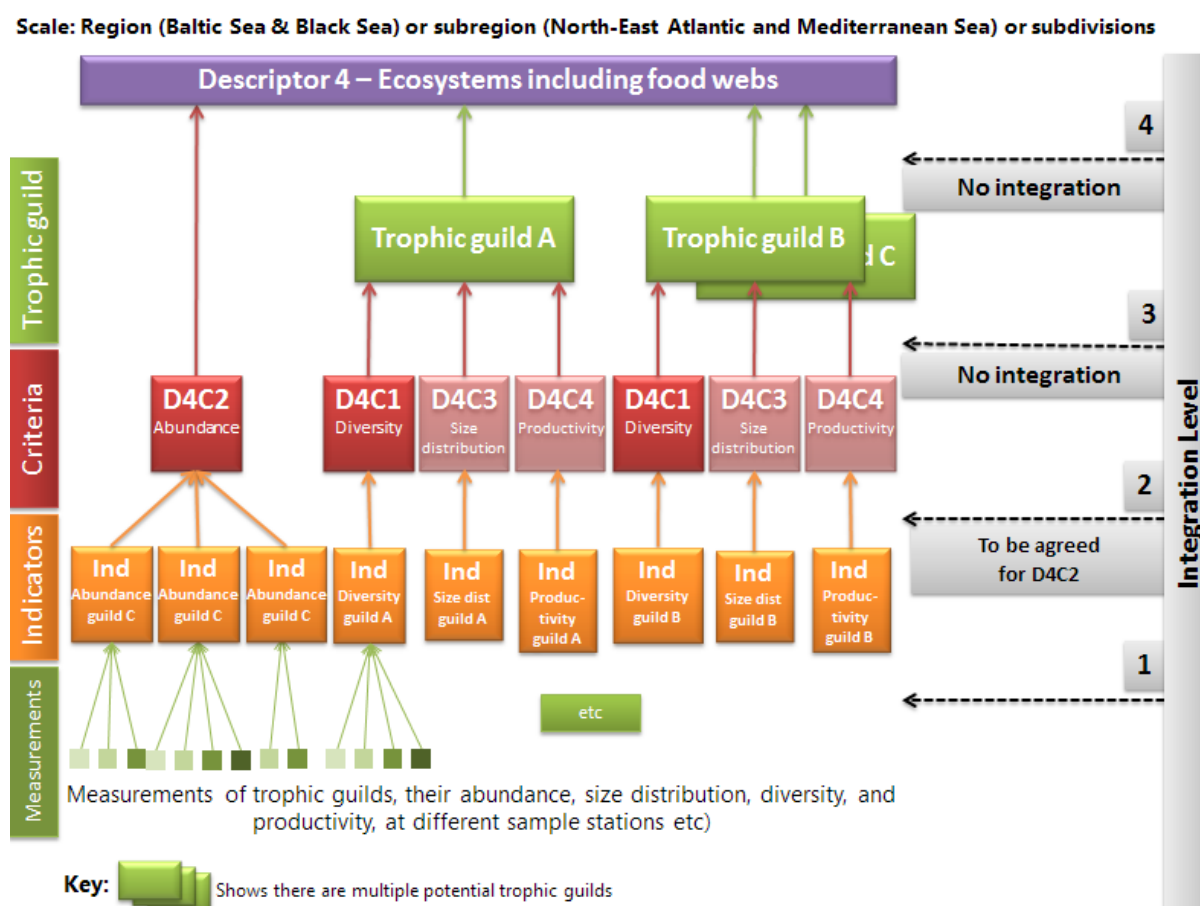 Scale: Region (Baltic Sea & Black Sea) or subregion (North-East Atlantic and Mediterranean Sea) or subdivisions
Descriptor 4 – Ecosystems including food webs
4
No integration
Trophic guild
Trophic guild A
Trophic guild B
d C
3
No integration
Criteria
D4C2
Abundance
D4C1
Diversity
D4C3
Size
distribution
D4C4
Productivity
D4C1
Diversity
D4C3
Size
distribution
D4C4
Productivity
2
To be agreed
for D4C2
Integration Level
Indicators
Ind
Abundance
guild C
Ind
Abundance
guild C
Ind
Abundance
guild C
Ind
Diversity
guild A
Ind
Size dist
guild A
Ind
Produc-
tivity
guild A
Ind
Diversity
guild B
Ind
Size dist
guild B
Ind
Produc-
tivity
guild B
1
Measurements
etc
Measurements of trophic guilds, their abundance, size distribution, diversity, and
productivity, at different sample stations etc)
Key:
Shows there are multiple potential trophic guilds